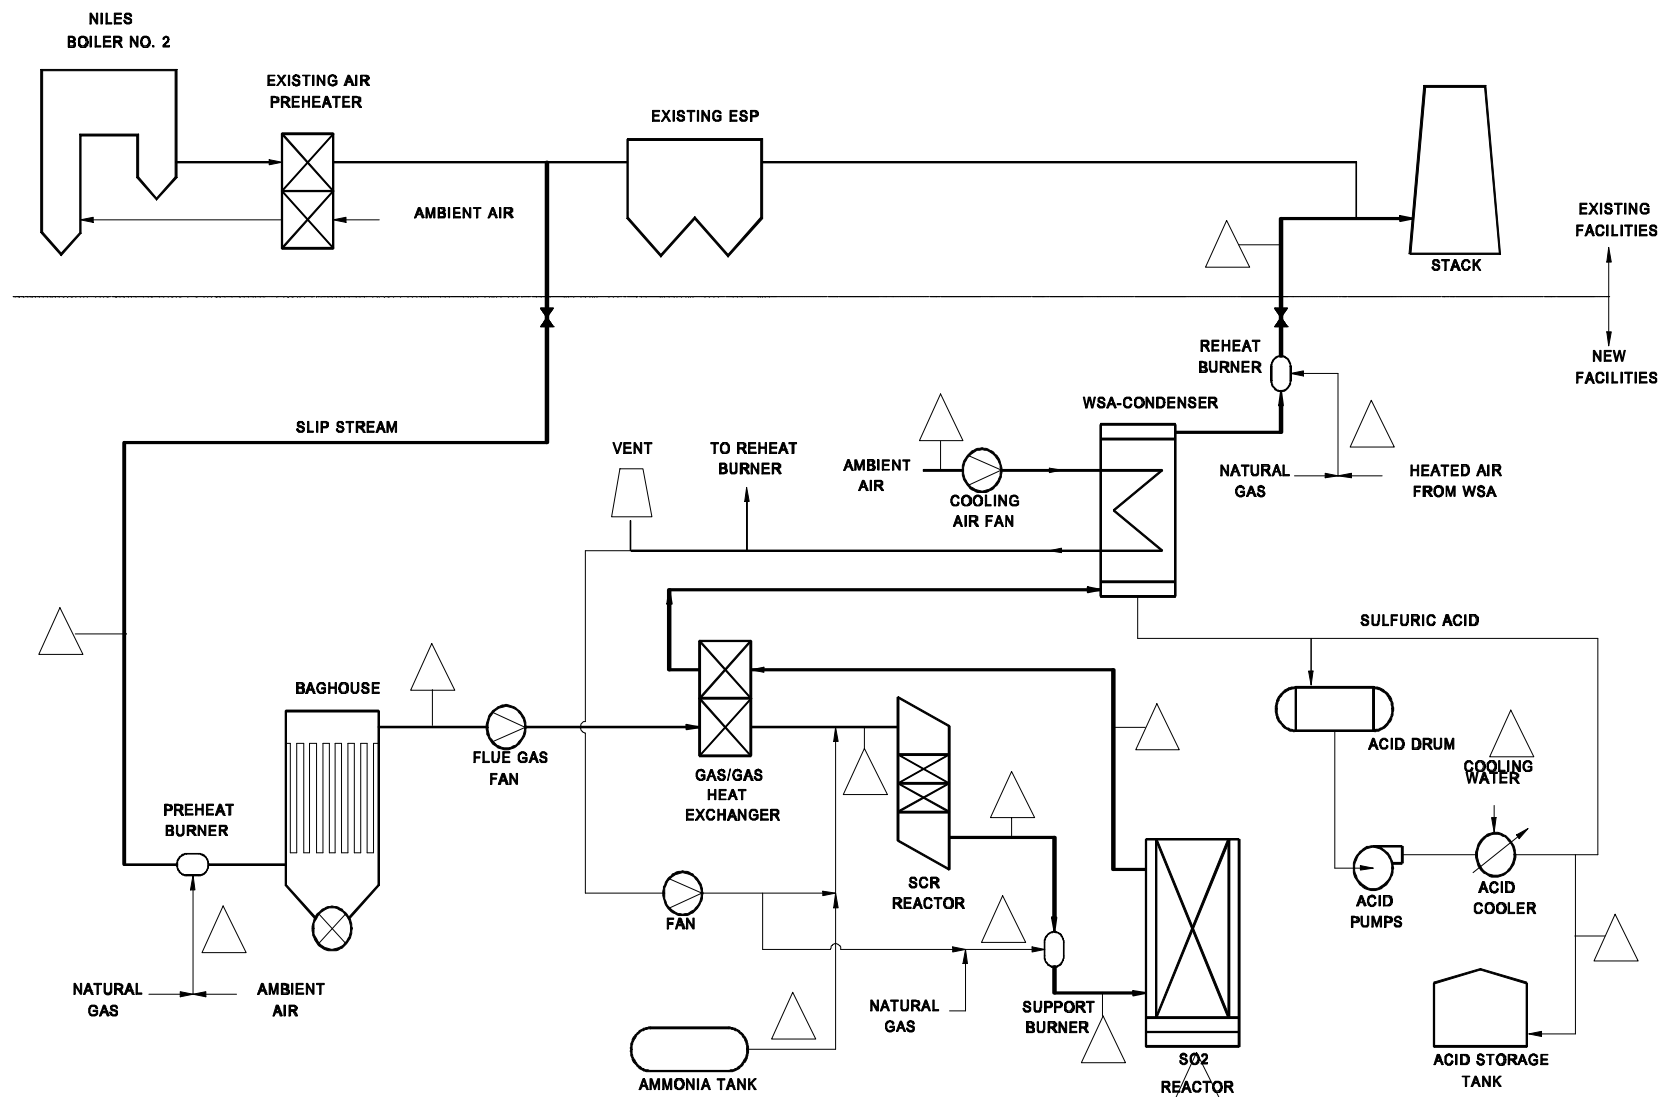 NILES
BOILER NO. 2
EXISTING AIR
PREHEATER
EXISTING ESP
AMBIENT AIR
STACK
EXISTING
FACILITIES
NEW
FACILITIES
REHEAT
BURNER
WSA-CONDENSER
SLIP STREAM
VENT
TO REHEAT
BURNER
AMBIENT
AIR
COOLING
AIR FAN
NATURAL
GAS
HEATED AIR
FROM WSA
SULFURIC ACID
BAGHOUSE
FLUE GAS
FAN
GAS/GAS
HEAT
EXCHANGER
ACID DRUM
COOLING
WATER
PREHEAT
BURNER
SCR
REACTOR
FAN
ACID
PUMPS
ACID
COOLER
NATURAL
GAS
AMBIENT
AIR
NATURAL
GAS
SUPPORT
BURNER
AMMONIA TANK
SO2
REACTOR
ACID STORAGE
TANK